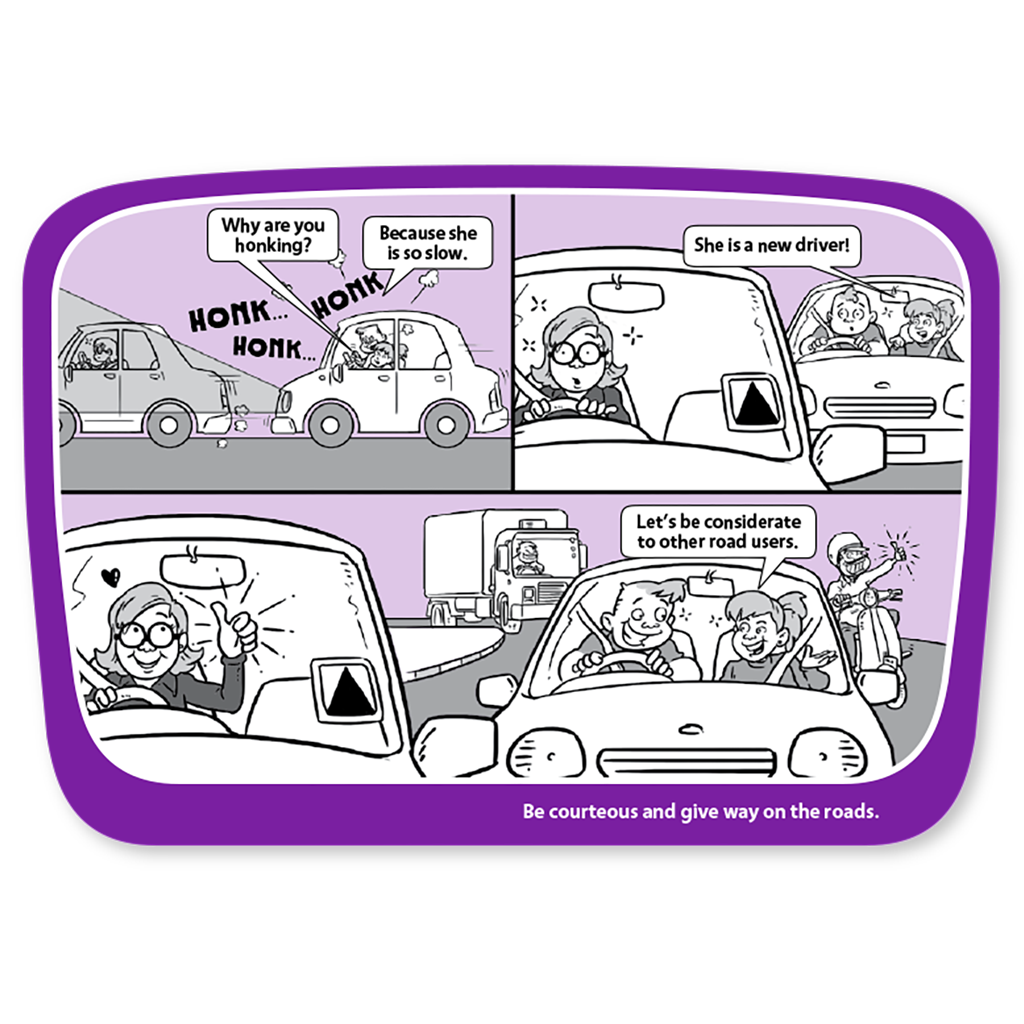 Why are you
honking?
Because she
is so slow.
HONK...
HONK
HONK...
She is a new driver!
Let's be considerate
to other road users.
Be courteous and give way on the roads.